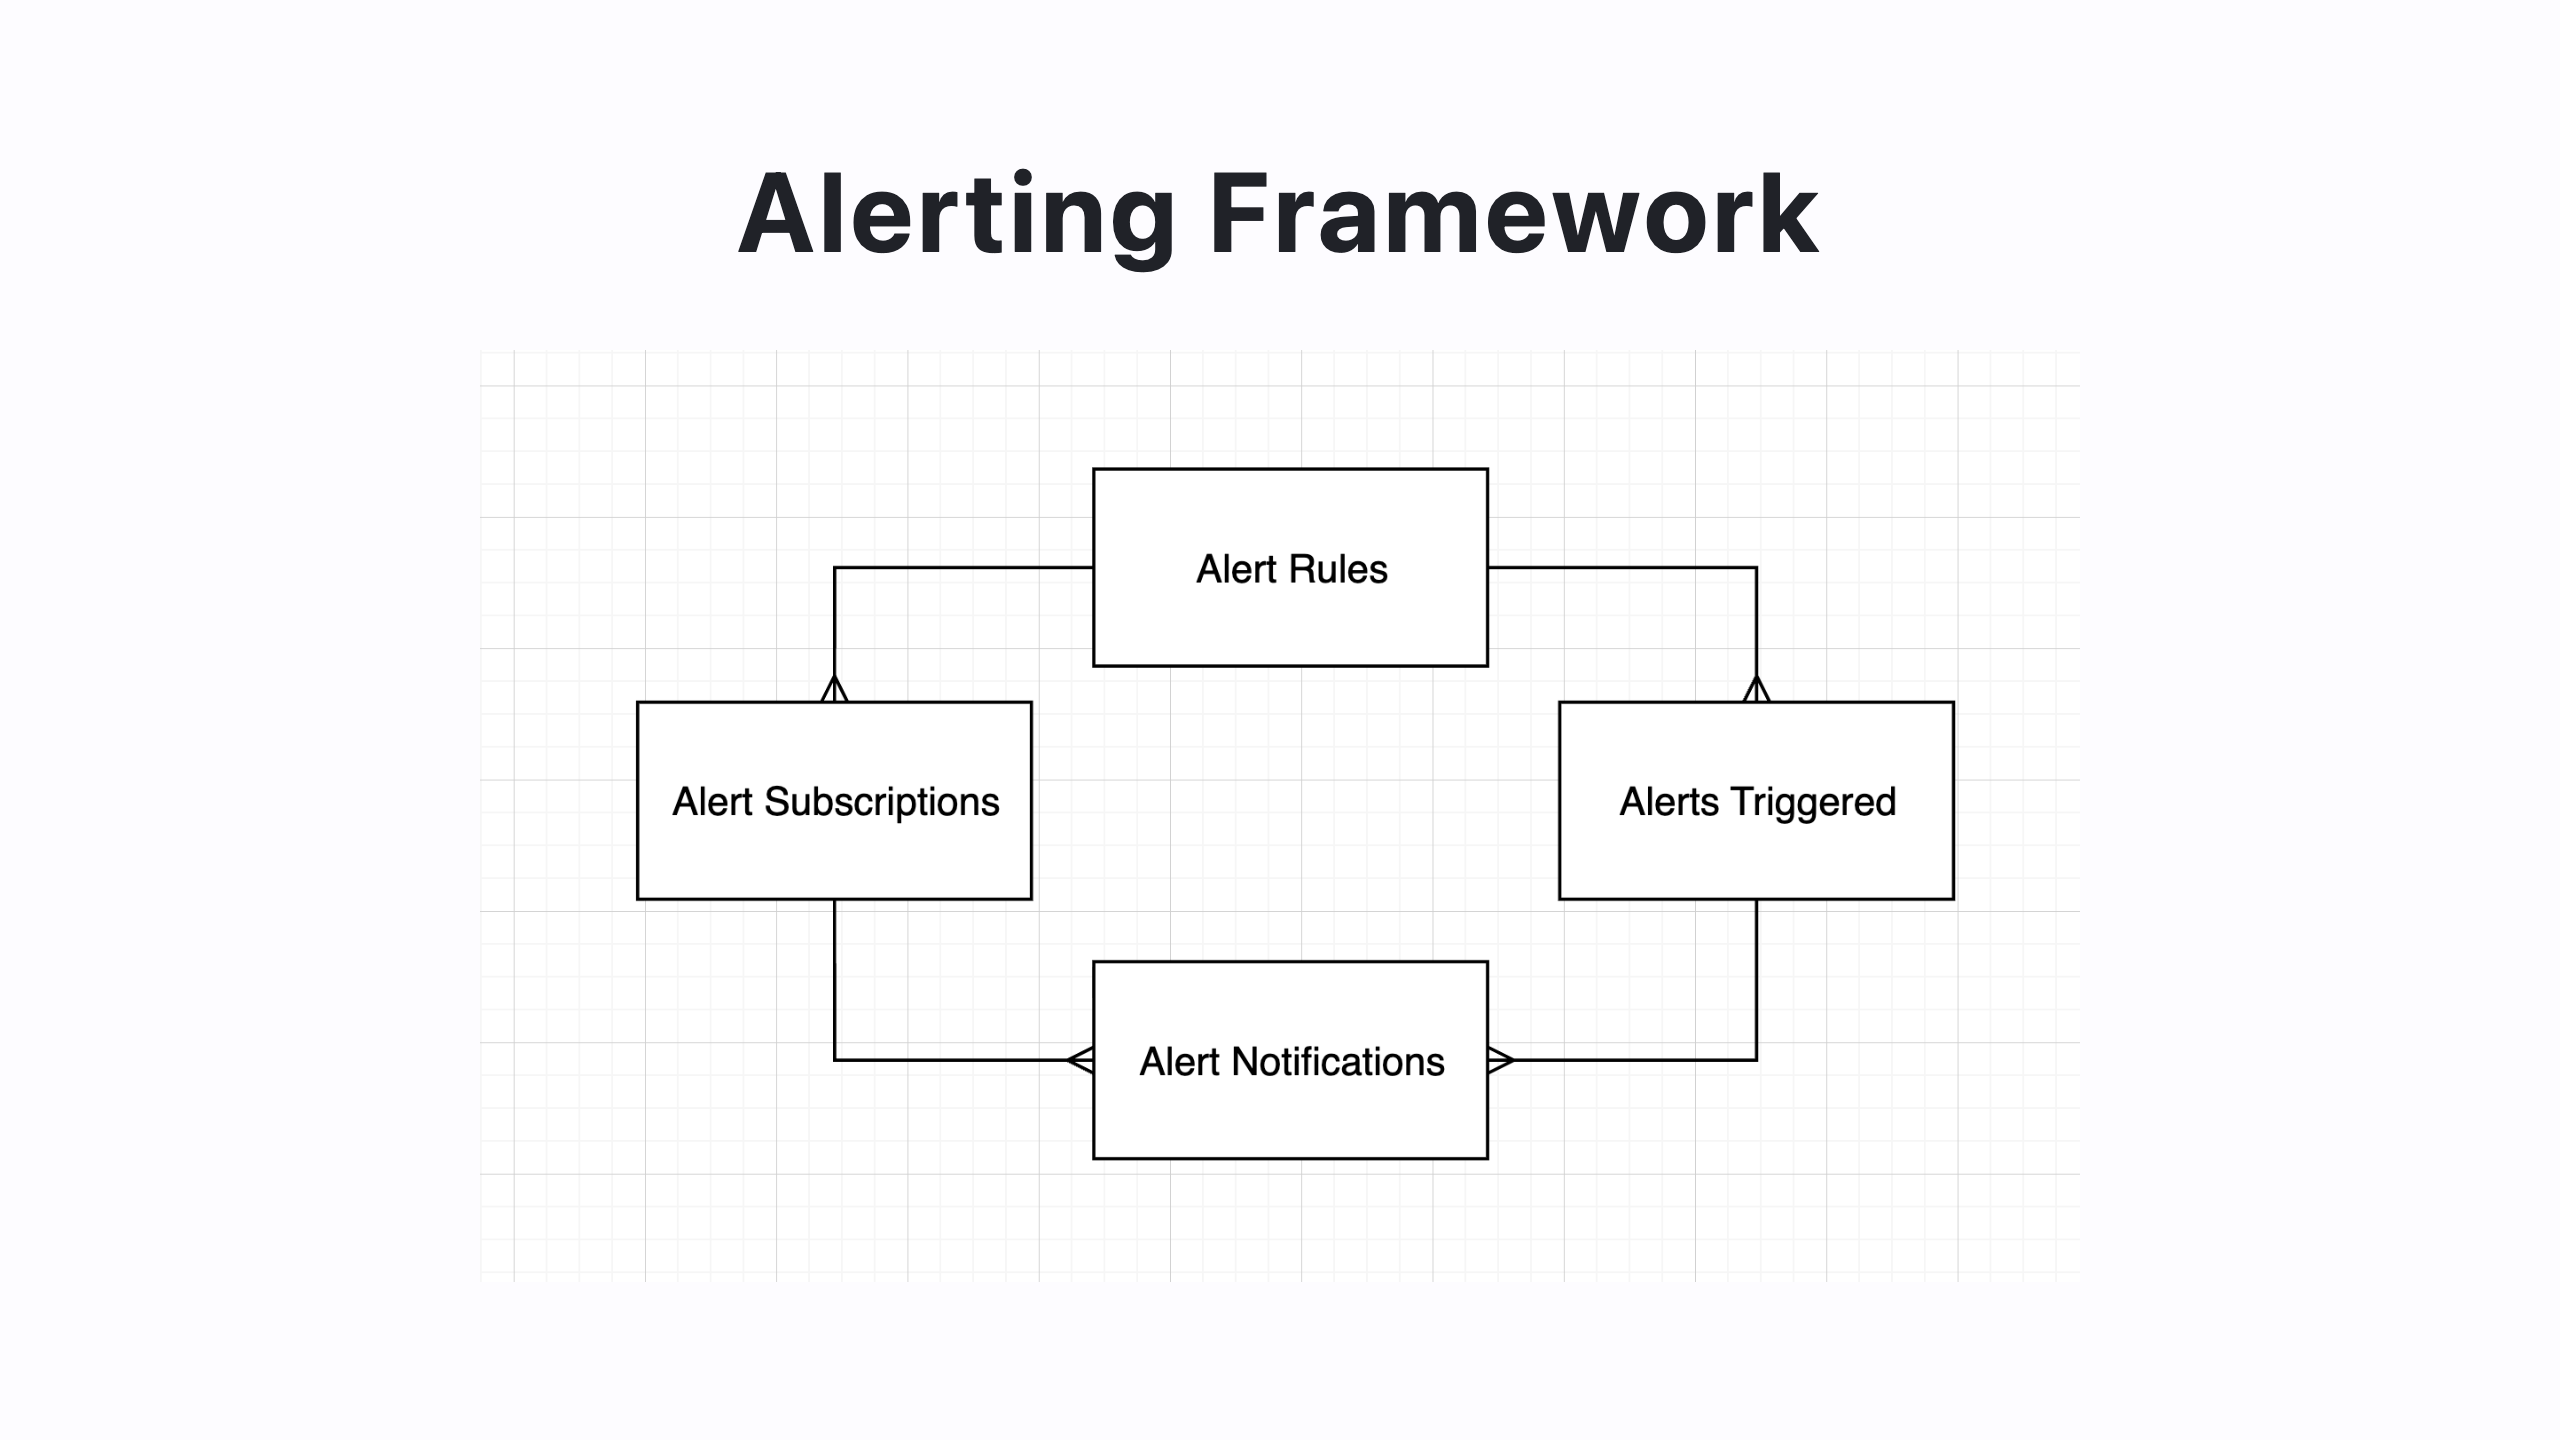 Alerting Framework
Alert Rules
Alert Subscriptions
Alerts Triggered
Alert Notifications